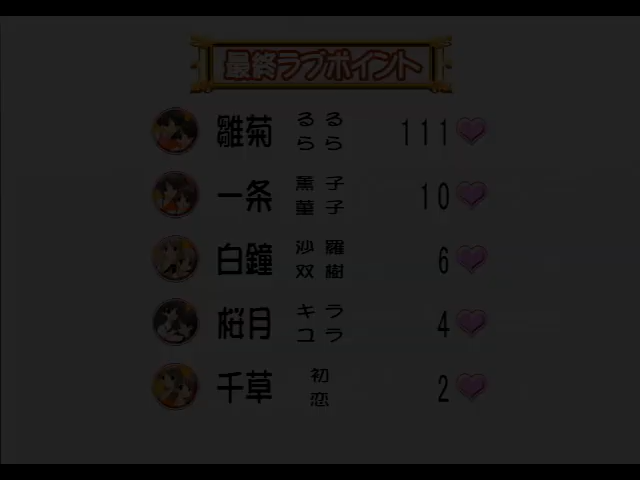 最終ラブポイント
雛菊 るる らら 111
一条 薫子 菫子 10
白鐘 沙羅 双樹 6
桜月 キラ ユラ 4
千草 初 恋 2